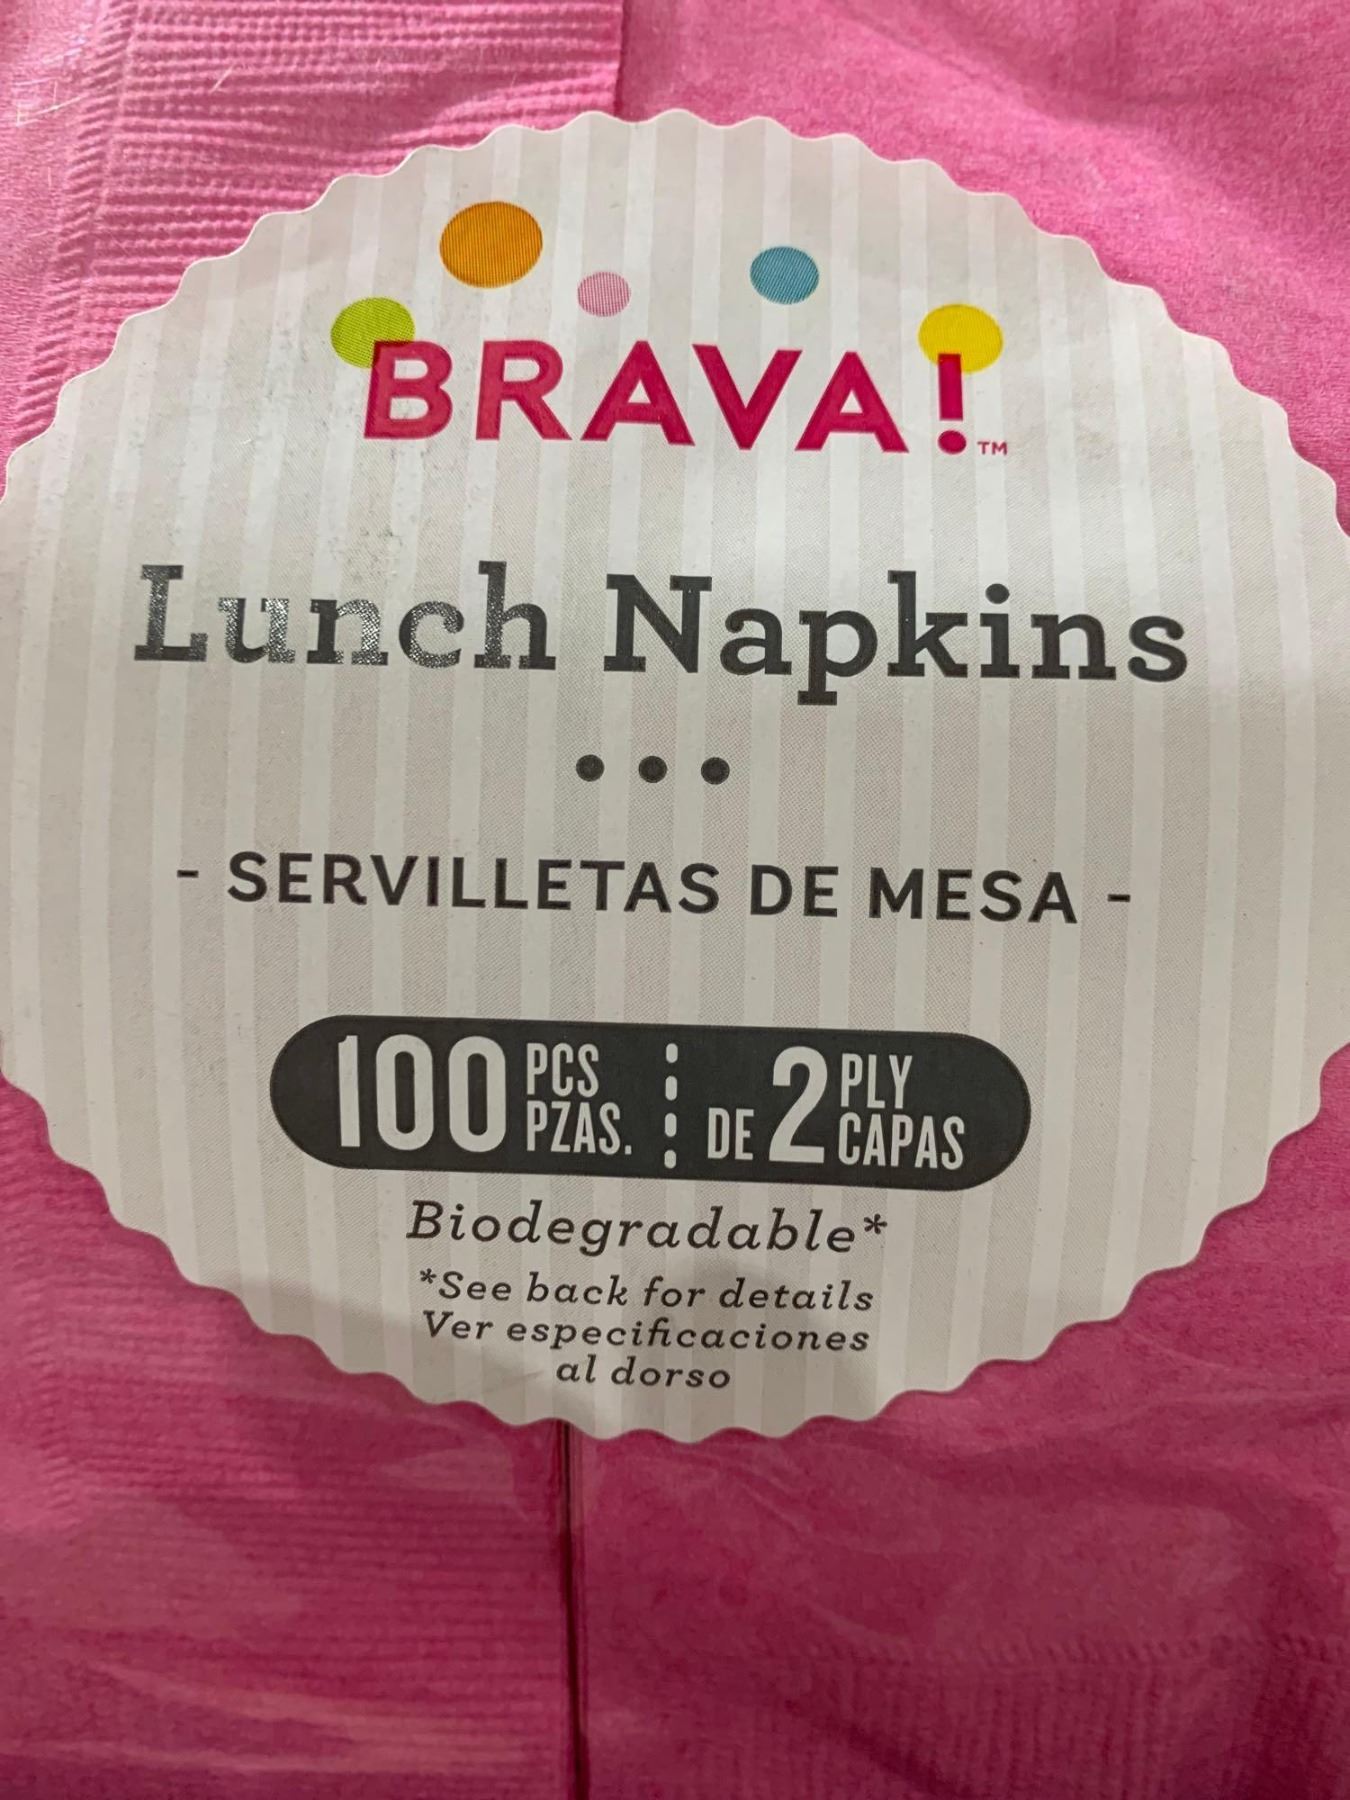 BRAVA!™
Lunch Napkins
- SERVILLETAS DE MESA -
100 PCS PZAS. DE 2 PLY CAPAS
Biodegradable*
*See back for details
Ver especificaciones
al dorso